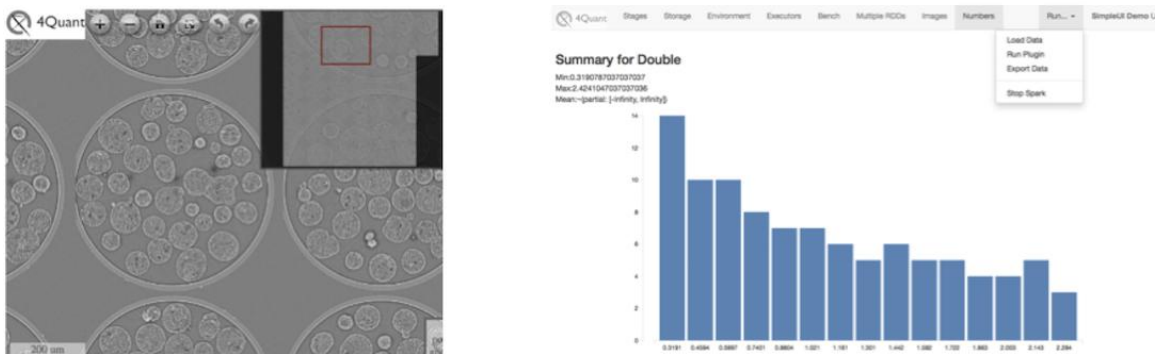 4Quant
200 um
4Quant Stages Storage Environment Executors Bench Multiple RDDs Images Numbers Run... SimpleUI Demo U
Load Data
Run Plugin
Export Data
Stop Spark
Summary for Double
Min:0.3190787037037037
Max:2.4241047037037036
Mean:~{partial: [-Infinity, Infinity]}
14
12
10
8
6
4
2
0
0.3191 0.4594 0.5997 0.7401 0.8804 1.021 1.161 1.301 1.442 1.582 1.722 1.863 2.003 2.143 2.284